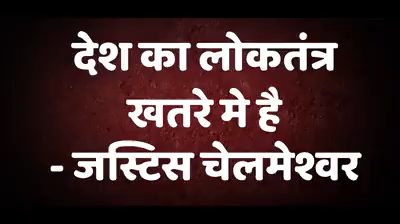 देश का लोकतंत्र
खतरे मे है
- जस्टिस चेलमेश्वर